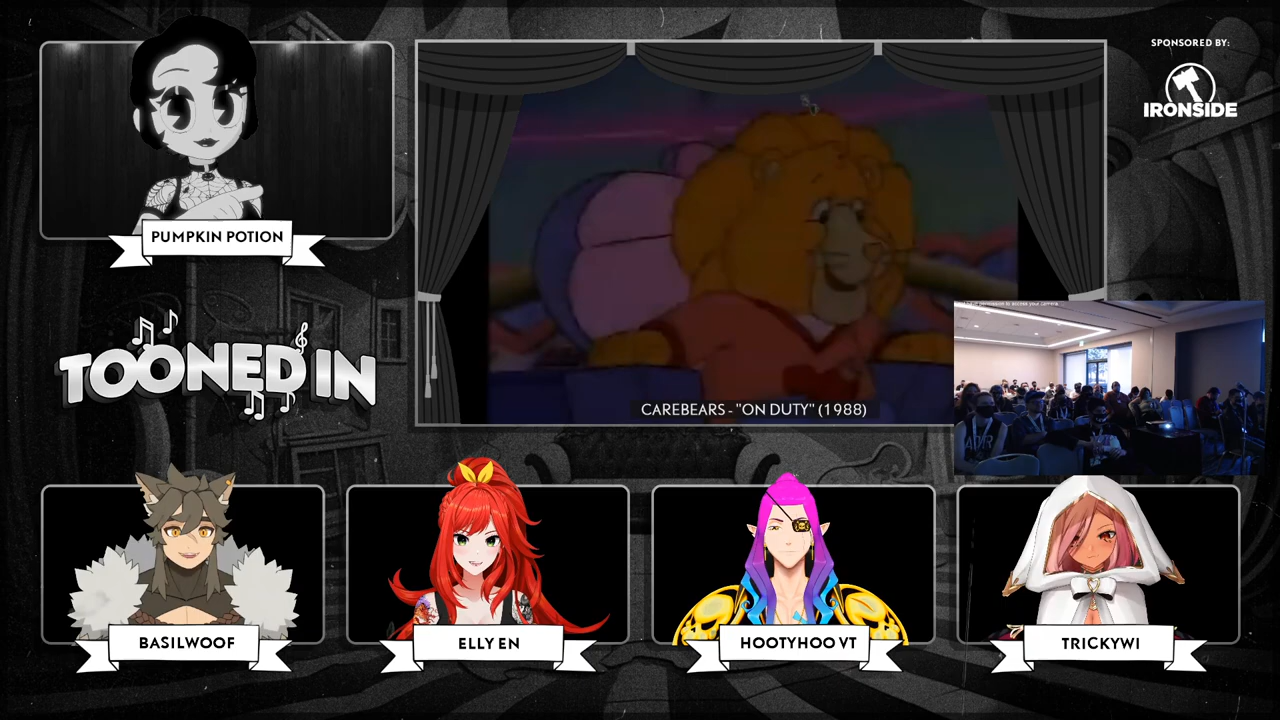 SPONSORED BY:
IRONSIDE
PUMPKIN POTION
TOONED IN
CAREBEARS - "ON DUTY" (1988)
BASILWOOF
ELLY EN
HOOTYHOO VT
TRICKYWI